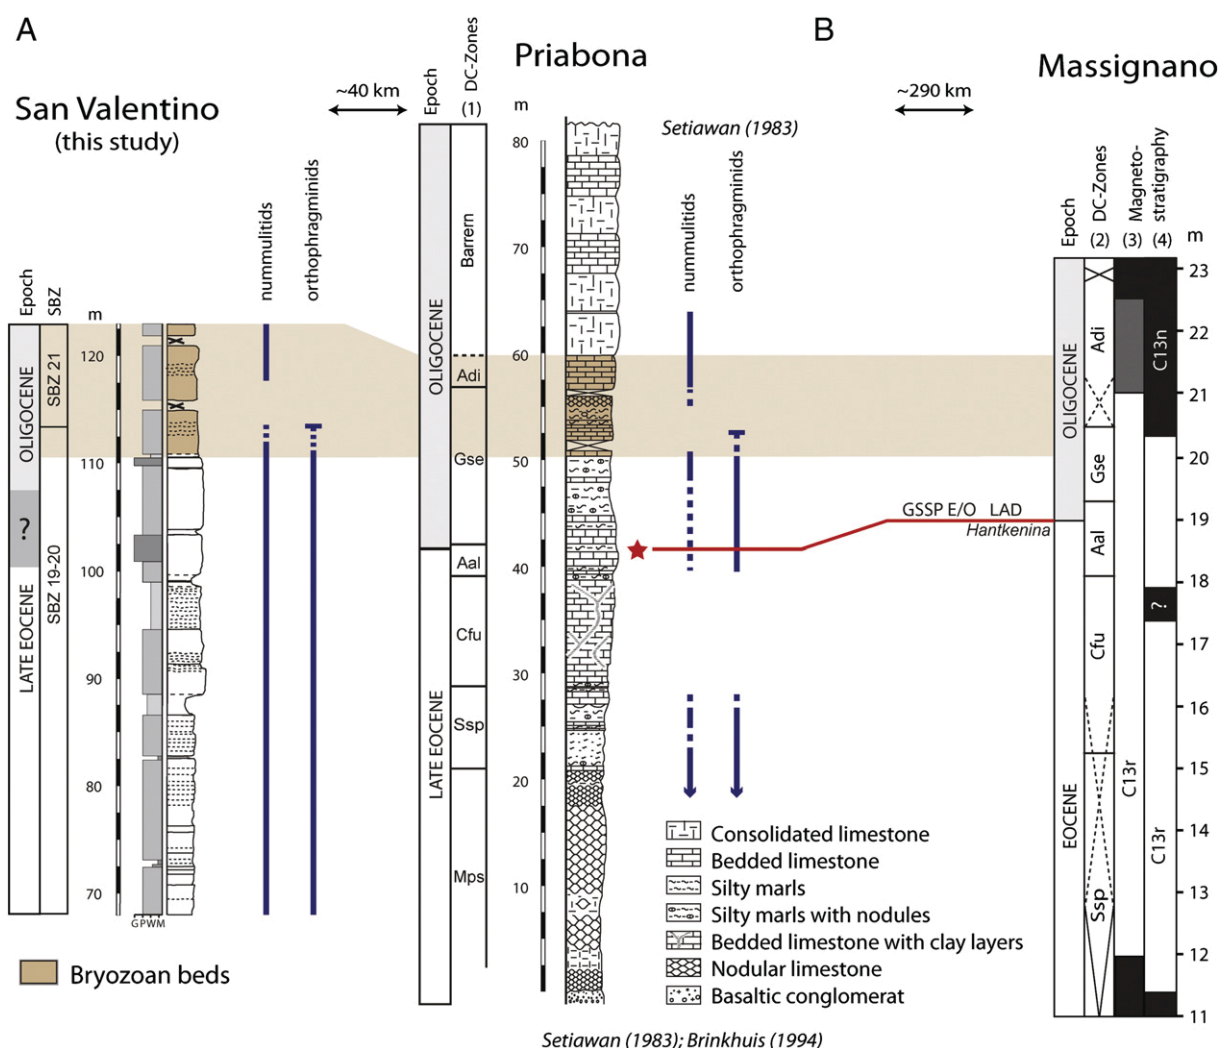 A
B
San Valentino
(this study)
~40 km
Epoch
DC-Zones
(1)
Priabona
m
Setiawan (1983)
~290 km
Massignano
Epoch
SBZ
m
nummulitids
orthophragminids
OLIGOCENE
?
LATE EOCENE
SBZ 21
SBZ 19-20
120
110
100
90
80
70
GPWM
OLIGOCENE
LATE EOCENE
Barrern
Adi
Gse
Aal
Cfu
Ssp
Mps
80
70
60
50
40
30
20
10
nummulitids
orthophragminids
GSSP E/O LAD
Hantkenina
Epoch
DC-Zones
(2)
Magneto-
stratigraphy
(3)
(4)
m
OLIGOCENE
EOCENE
Adi
Gse
Aal
Cfu
Ssp
C13r
C13n
?
C13r
23
22
21
20
19
18
17
16
15
14
13
12
11
Consolidated limestone
Bedded limestone
Silty marls
Silty marls with nodules
Bedded limestone with clay layers
Nodular limestone
Basaltic conglomerat
Bryozoan beds
Setiawan (1983); Brinkhuis (1994)